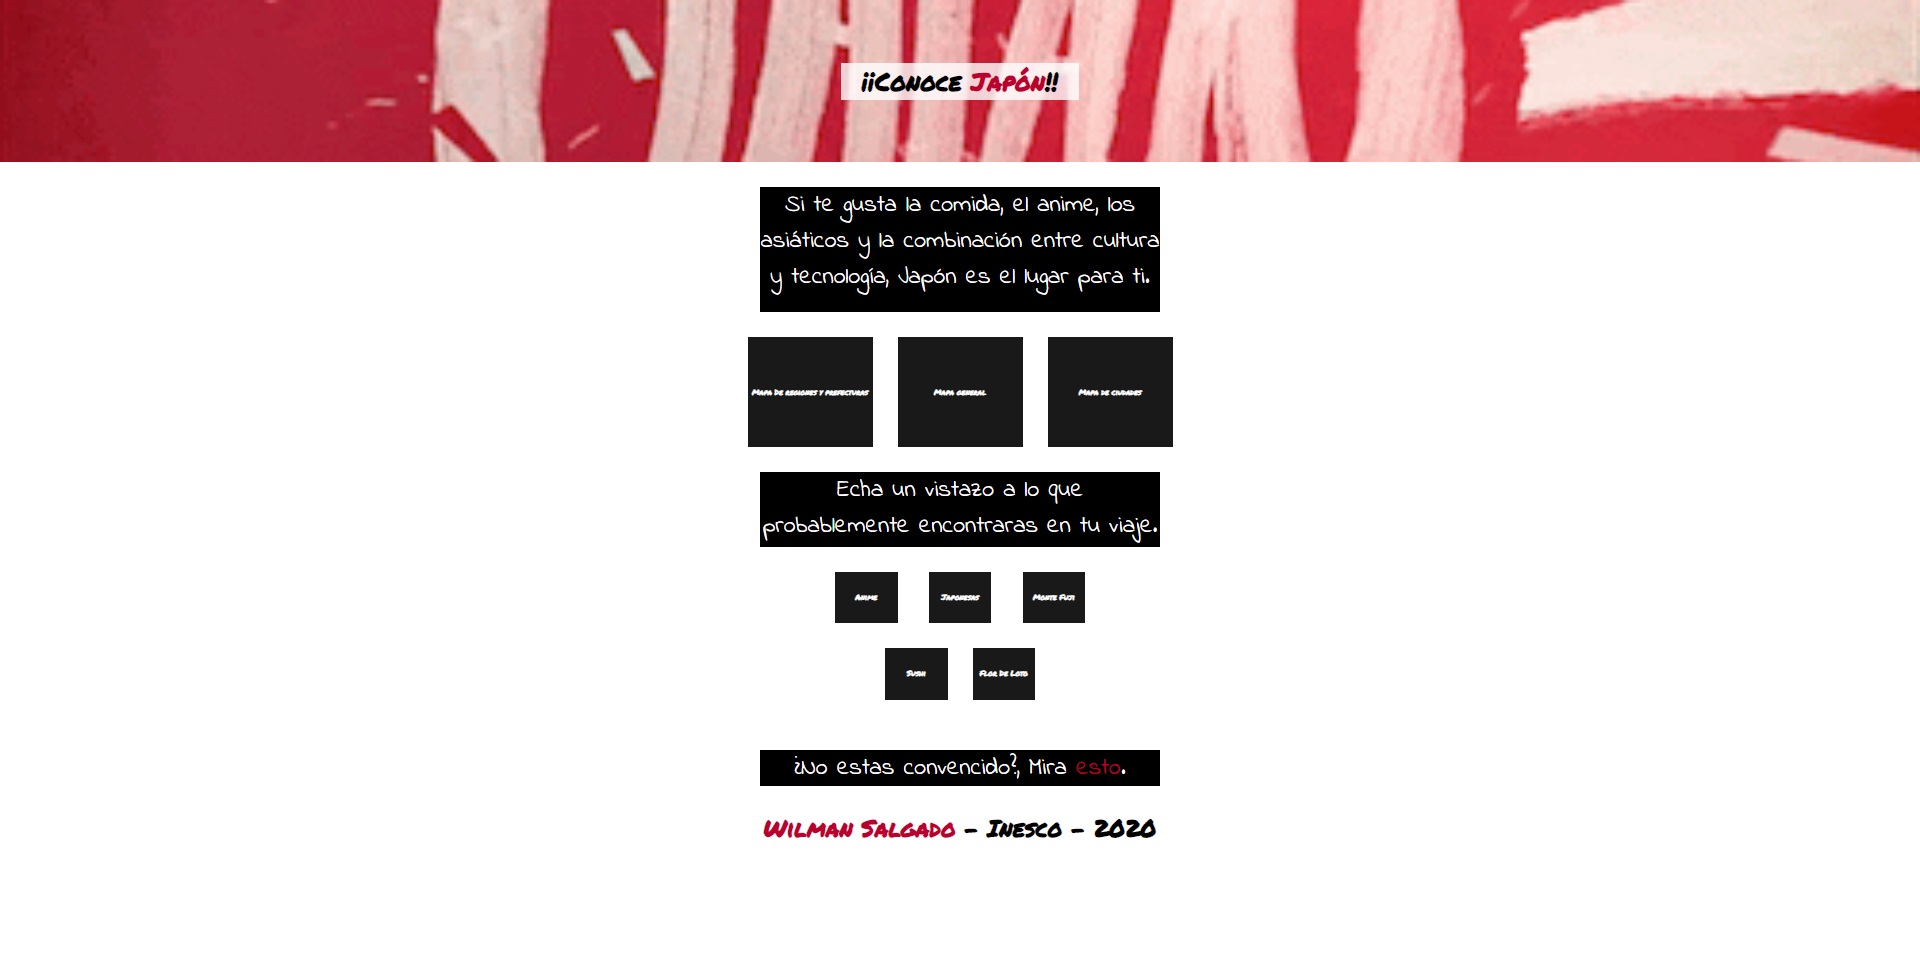 ¡¡Conoce Japón!!
Si te gusta la comida, el anime, los
asiáticos y la combinación entre cultura
y tecnología, Japón es el lugar para ti.
Mapa De regiones y prefecturas
Mapa general
Mapa de ciudades
Echa un vistazo a lo que
probablemente encontraras en tu viaje.
Anime
Japonesas
Monte Fuji
Sushi
Flor De Loto
¿No estas convencido?, Mira esto.
Wilman Salgado - Inesco - 2020